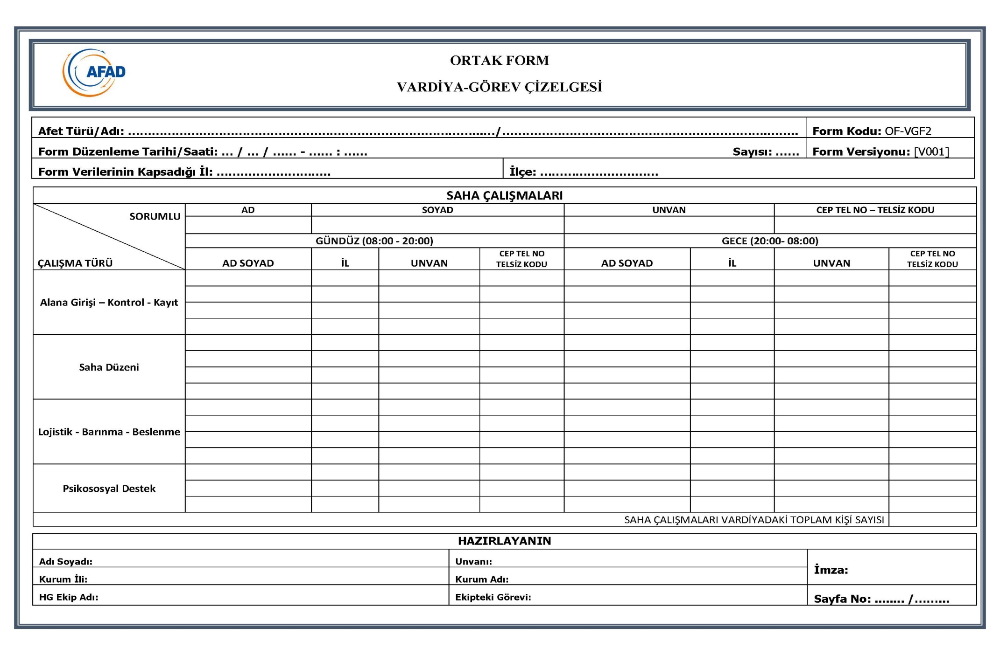 AFAD
ORTAK FORM
VARDİYA-GÖREV ÇİZELGESİ
Afet Türü/Adı: ………………………………………………………………………………...…/………………………………………………………….………. Form Kodu: OF-VGF2
Form Düzenleme Tarihi/Saati: … / … / …… - …… : …… Sayısı: …… Form Versiyonu: [V001]
Form Verilerinin Kapsadığı İl: ……………………….. İlçe: …………………………
SAHA ÇALIŞMALARI
SORUMLU AD SOYAD UNVAN CEP TEL NO – TELSİZ KODU
GÜNDÜZ (08:00 - 20:00) GECE (20:00- 08:00)
ÇALIŞMA TÜRÜ AD SOYAD İL UNVAN CEP TEL NO TELSİZ KODU AD SOYAD İL UNVAN CEP TEL NO TELSİZ KODU
Alana Girişi – Kontrol - Kayıt
Saha Düzeni
Lojistik - Barınma - Beslenme
Psikososyal Destek
SAHA ÇALIŞMALARI VARDİYADAKİ TOPLAM KİŞİ SAYISI
HAZIRLAYANIN
Adı Soyadı: Unvanı:
İmza:
Kurum İli: Kurum Adı:
HG Ekip Adı: Ekipteki Görevi: Sayfa No: …….. /………